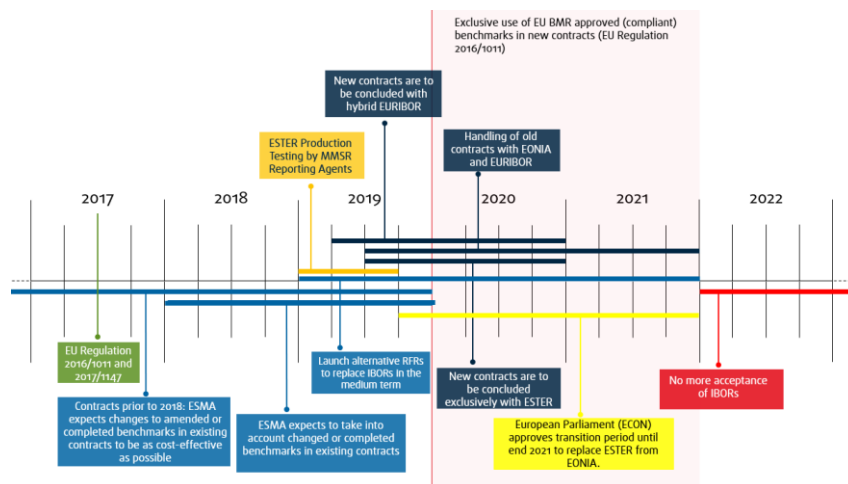 Exclusive use of EU BMR approved (compliant)
benchmarks in new contracts (EU Regulation
2016/1011)
New contracts are to
be concluded with
hybrid EURIBOR
ESTER Production
Testing by MMSR
Reporting Agents
Handling of old
contracts with EONIA
and EURIBOR
2017
2018
2019
2020
2021
2022
EU Regulation
2016/1011 and
2017/1147
Launch alternative RFRs
to replace IBORs in the
medium term
New contracts are to
be concluded
exclusively with ESTER
No more acceptance
of IBORs
Contracts prior to 2018: ESMA
expects changes to amended or
completed benchmarks in existing
contracts to be as cost-effective
as possible
ESMA expects to take into
account changed or completed
benchmarks in existing contracts
European Parliament (ECON)
approves transition period until
end 2021 to replace ESTER from
EONIA.